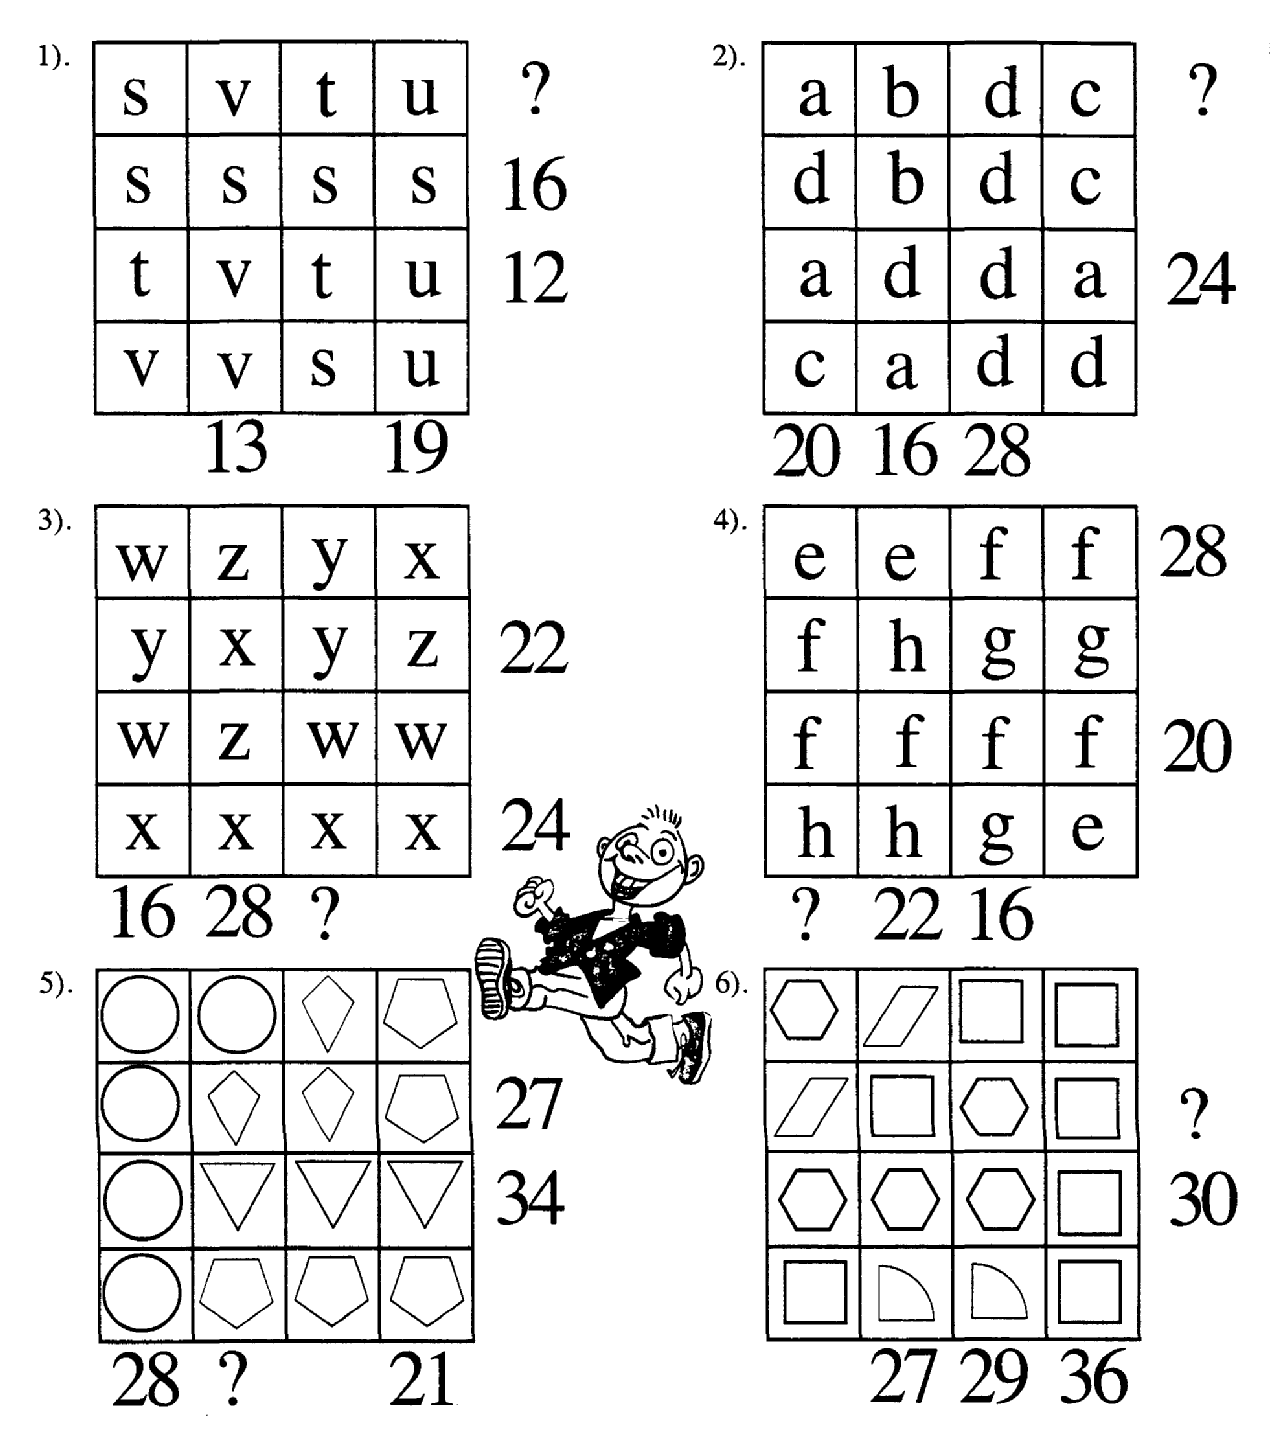 1). s v t u ?
s s s s 16
t v t u 12
v v s u
13 19
2). a b d c ?
d b d c
a d d a 24
c a d d
20 16 28
3). w z y x
y x y z 22
w z w w
x x x x 24
16 28 ?
4). e e f f 28
f h g g
f f f f 20
h h g e
? 22 16
5).
27
34
28 ? 21
6).
?
30
27 29 36